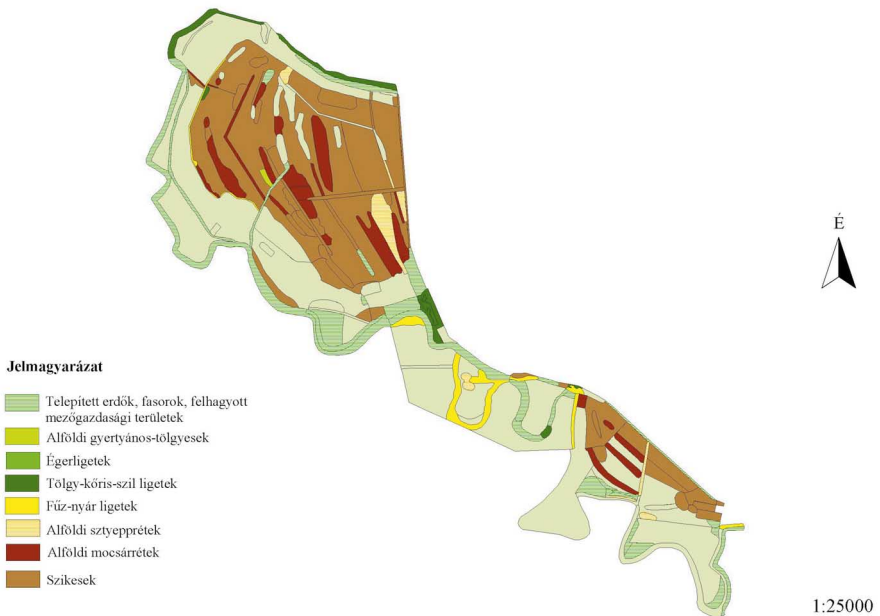 É
Jelmagyarázat
Telepített erdők, fasorok, felhagyott
mezőgazdasági területek
Alföldi gyertyános-tölgyesek
Égerligetek
Tölgy-kőris-szil ligetek
Fűz-nyár ligetek
Alföldi sztyepprétek
Alföldi mocsárrétek
Szikesek
1:25000